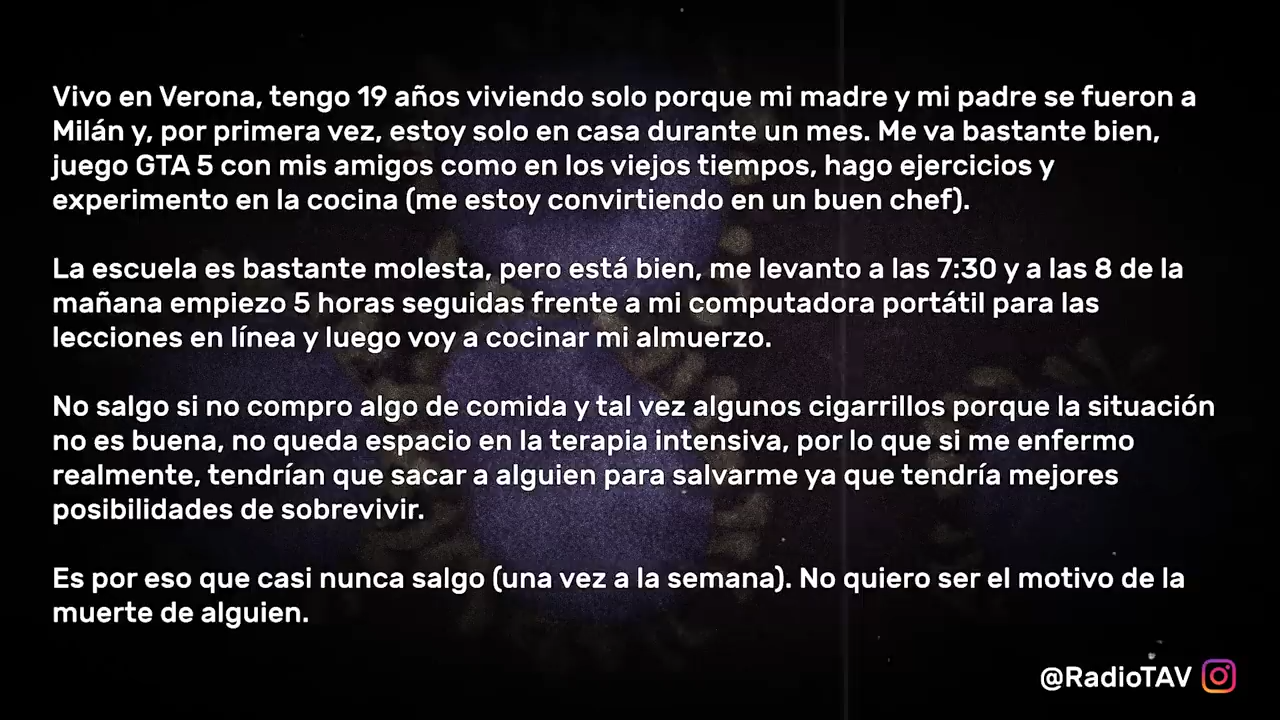 Vivo en Verona, tengo 19 años viviendo solo porque mi madre y mi padre se fueron a
Milán y, por primera vez, estoy solo en casa durante un mes. Me va bastante bien,
juego GTA 5 con mis amigos como en los viejos tiempos, hago ejercicios y
experimento en la cocina (me estoy convirtiendo en un buen chef).
La escuela es bastante molesta, pero está bien, me levanto a las 7:30 y a las 8 de la
mañana empiezo 5 horas seguidas frente a mi computadora portátil para las
lecciones en línea y luego voy a cocinar mi almuerzo.
No salgo si no compro algo de comida y tal vez algunos cigarrillos porque la situación
no es buena, no queda espacio en la terapia intensiva, por lo que si me enfermo
realmente, tendrían que sacar a alguien para salvarme ya que tendría mejores
posibilidades de sobrevivir.
Es por eso que casi nunca salgo (una vez a la semana). No quiero ser el motivo de la
muerte de alguien.
@RadioTAV